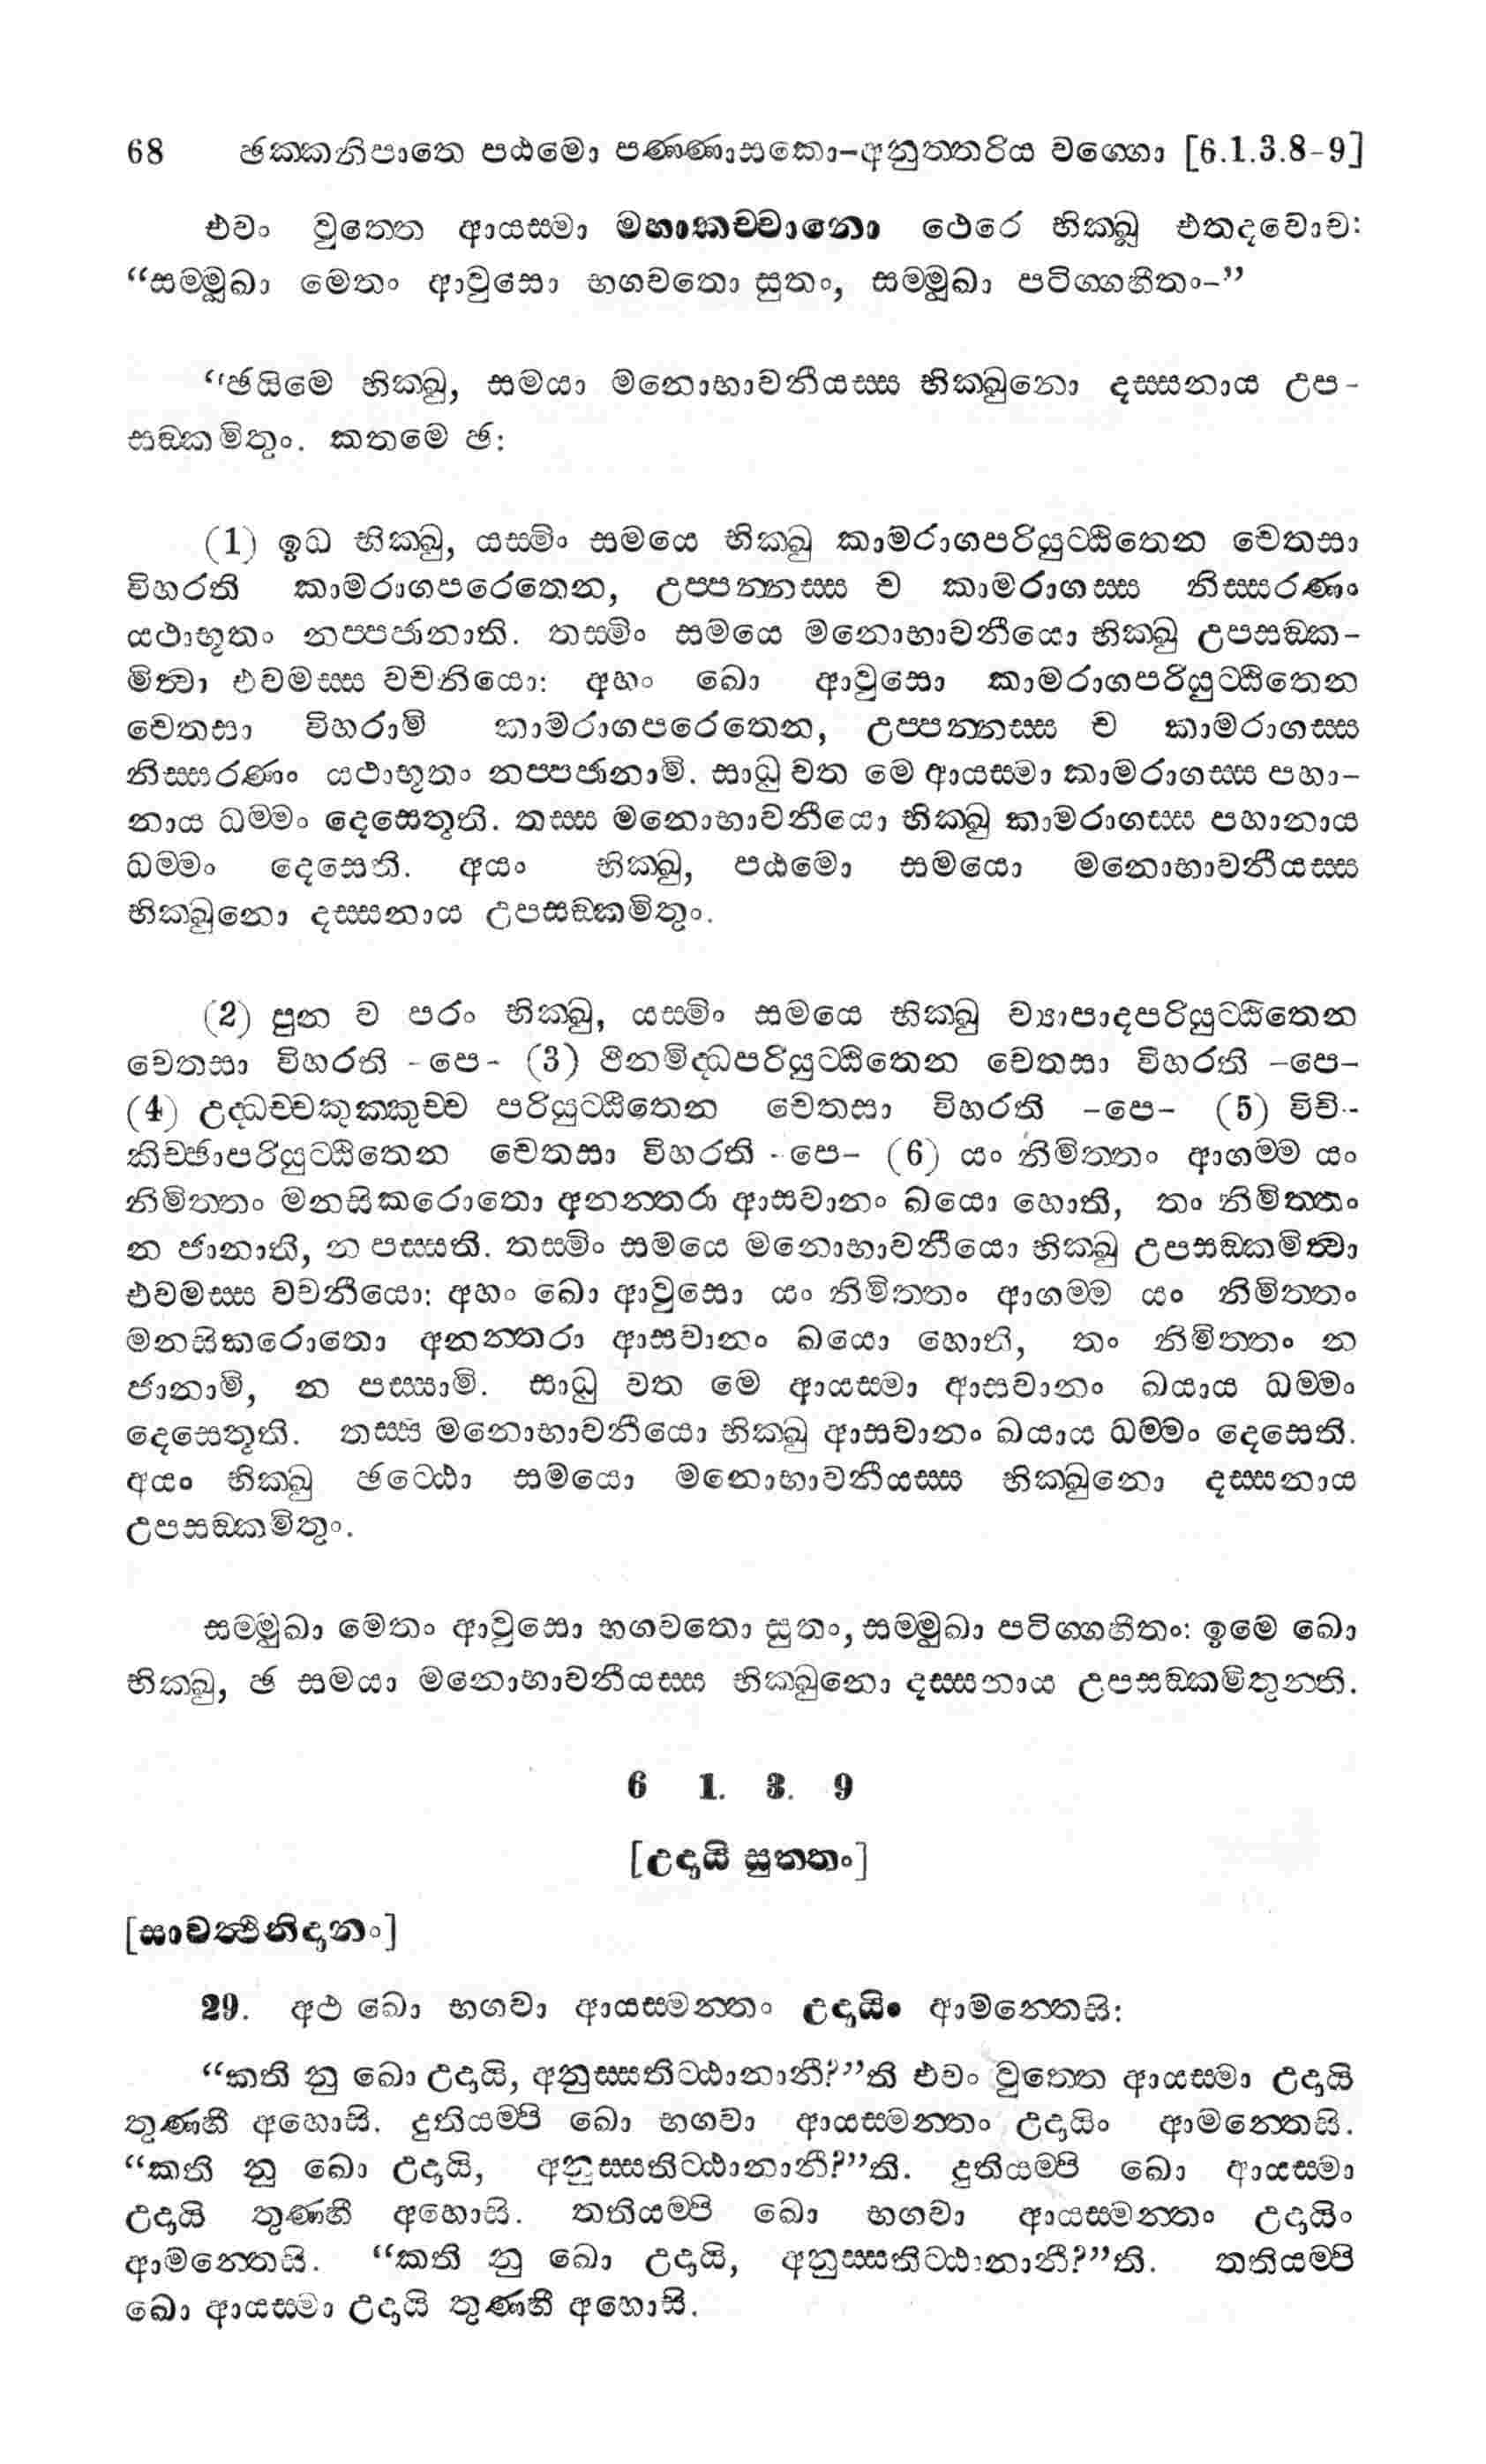 68 ඡක්කනිපාතෙ පඨමො පණ්ණාසකො-අනුත්තරිය වග්ගො [6.1.3.8-9]
එවං වුත්තෙ ආයස්මා මහාකච්චානො ථෙරෙ භික්ඛූ එතදවොච:
“සම්මුඛා මෙතං ආවුසො භගවතො සුතං, සම්මුඛා පටිග්ගහීතං-”
“ඡයිමෙ භික්ඛු, සමයා මනොභාවනීයස්ස භික්ඛුනො දස්සනාය උප-
සඞ්කමිතුං. කතමෙ ඡ:
(1) ඉධ භික්ඛු, යස්මිං සමයෙ භික්ඛු කාමරාගපරියුට්ඨිතෙන චෙතසා
විහරති කාමරාගපරෙතෙන, උප්පන්නස්ස ච කාමරාගස්ස නිස්සරණං
යථාභූතං නප්පජානාති. තස්මිං සමයෙ මනොභාවනීයො භික්ඛු උපසඞ්ක-
මිත්වා එවමස්ස වචනියො: අහං ඛො ආවුසො කාමරාගපරියුට්ඨිතෙන
චෙතසා විහරාමි කාමරාගපරෙතෙන, උප්පන්නස්ස ච කාමරාගස්ස
නිස්සරණං යථාභූතං නප්පජානාමි. සාධු වත මෙ ආයස්මා කාමරාගස්ස පහා-
නාය ධම්මං දෙසෙතූති. තස්ස මනොභාවනීයො භික්ඛු කාමරාගස්ස පහානාය
ධම්මං දෙසෙති. අයං භික්ඛු, පඨමො සමයො මනොභාවනීයස්ස
භික්ඛුනො දස්සනාය උපසඞ්කමිතුං.
(2) පුන ච පරං භික්ඛු, යස්මිං සමයෙ භික්ඛු ව්‍යාපාදපරියුට්ඨිතෙන
චෙතසා විහරති -පෙ- (3) ථීනමිද්ධපරියුට්ඨිතෙන චෙතසා විහරති -පෙ-
(4) උද්ධච්චකුක්කුච්ච පරියුට්ඨිතෙන චෙතසා විහරති -පෙ- (5) විචි-
කිච්ඡාපරියුට්ඨිතෙන චෙතසා විහරති -පෙ- (6) යං නිමිත්තං ආගම්ම යං
නිමිත්තං මනසිකරොතො අනන්තරා ආසවානං ඛයො හොති, තං නිමිත්තං
න ජානාති, න පස්සති. තස්මිං සමයෙ මනොභාවනීයො භික්ඛු උපසඞ්කමිත්වා
එවමස්ස වචනීයො: අහං ඛො ආවුසො යං නිමිත්තං ආගම්ම යං නිමිත්තං
මනසිකරොතො අනන්තරා ආසවානං ඛයො හොති, තං නිමිත්තං න
ජානාමි, න පස්සාමි. සාධු වත මෙ ආයස්මා ආසවානං ඛයාය ධම්මං
දෙසෙතූති. තස්ස මනොභාවනීයො භික්ඛු ආසවානං ඛයාය ධම්මං දෙසෙති.
අයං භික්ඛු ඡට්ඨො සමයො මනොභාවනීයස්ස භික්ඛුනො දස්සනාය
උපසඞ්කමිතුං.
සම්මුඛා මෙතං ආවුසො භගවතො සුතං, සම්මුඛා පටිග්ගහීතං: ඉමෙ ඛො
භික්ඛු, ඡ සමයා මනොභාවනීයස්ස භික්ඛුනො දස්සනාය උපසඞ්කමිතුන්ති.
6 1. 3. 9
[උදායි සුත්තං]
[සාවත්ථිනිදානං]
29. අථ ඛො භගවා ආයස්මන්තං උදායිං ආමන්තෙසි:
“කති නු ඛො උදායි, අනුස්සතිට්ඨානානී?”ති එවං වුත්තෙ ආයස්මා උදායි
තුණ්හී අහොසි. දුතියම්පි ඛො භගවා ආයස්මන්තං උදායිං ආමන්තෙසි.
“කති නු ඛො උදායි, අනුස්සතිට්ඨානානී?”ති. දුතියම්පි ඛො ආයස්මා
උදායි තුණ්හී අහොසි. තතියම්පි ඛො භගවා ආයස්මන්තං උදායිං
ආමන්තෙසි. “කති නු ඛො උදායි, අනුස්සතිට්ඨානානී?”ති. තතියම්පි
ඛො ආයස්මා උදායි තුණ්හී අහොසි.